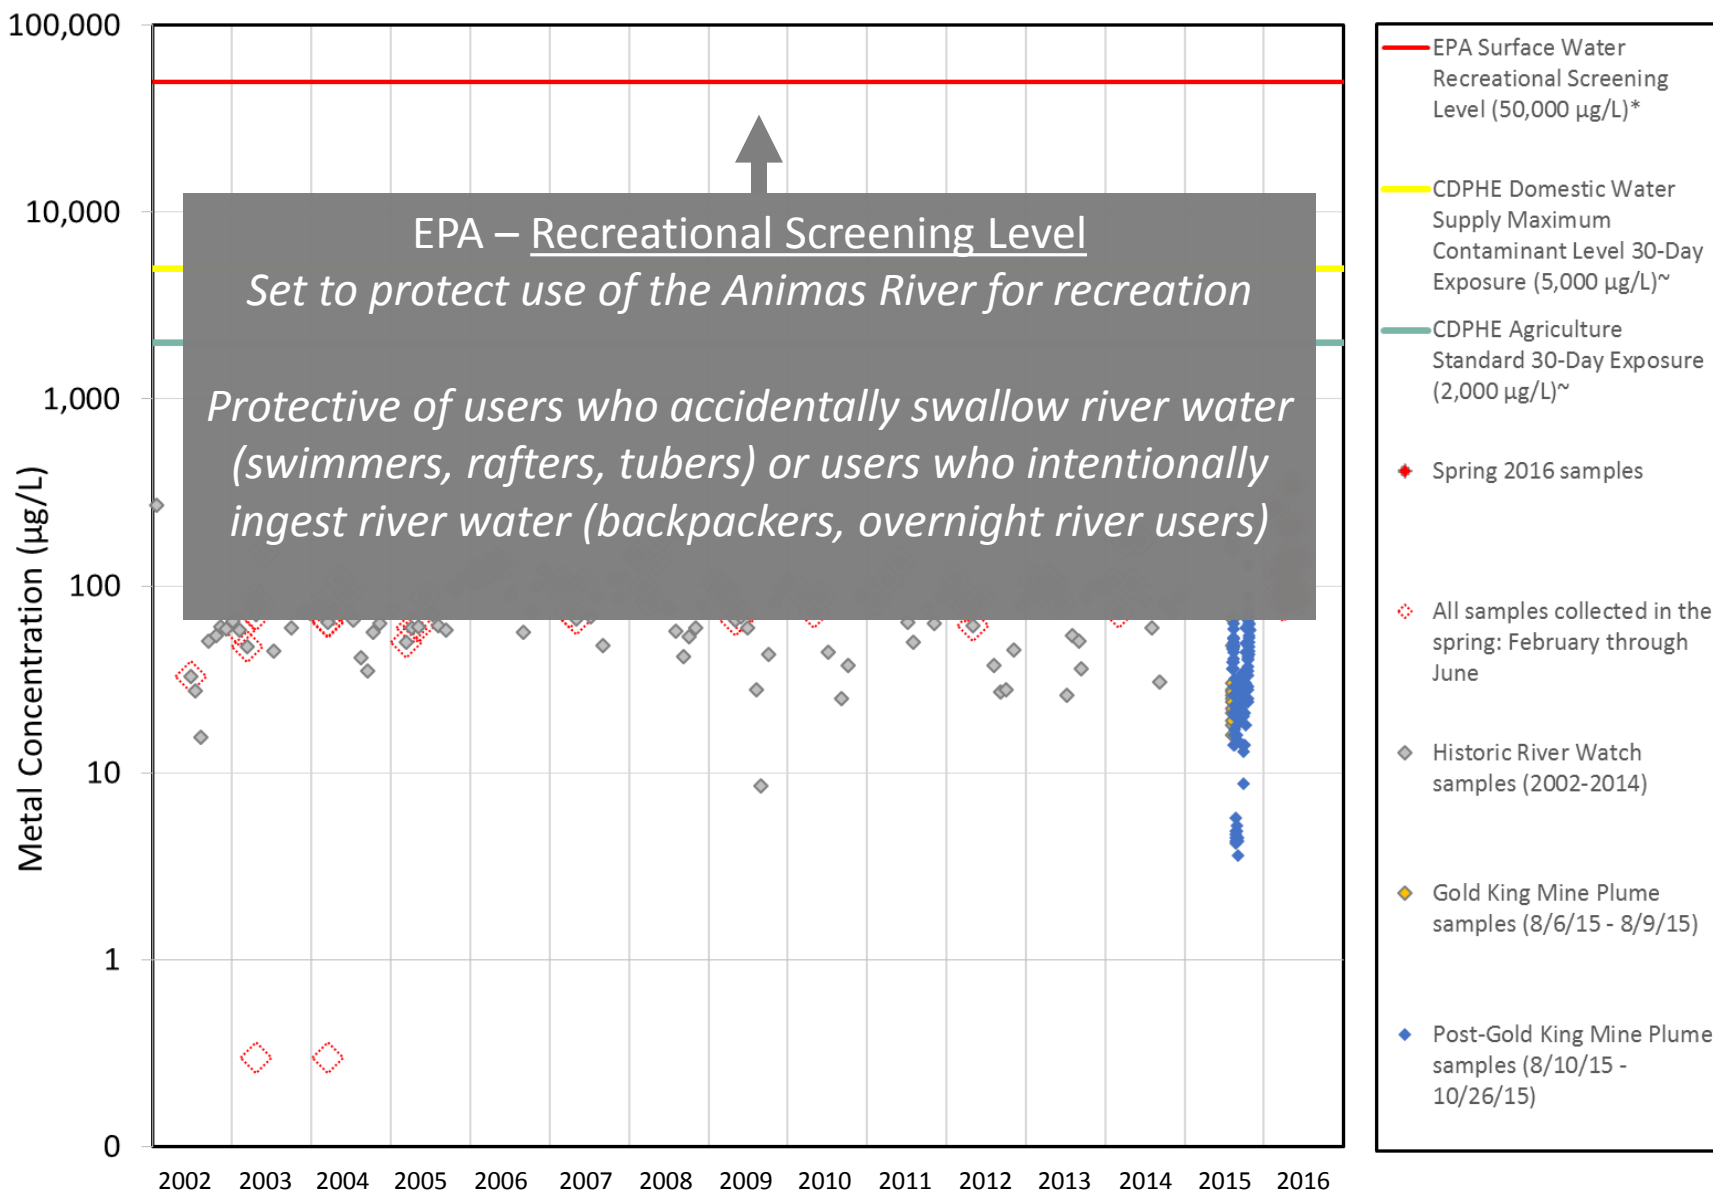 100,000
10,000
1,000
100
10
1
0
Metal Concentration (µg/L)
EPA – Recreational Screening Level
Set to protect use of the Animas River for recreation
Protective of users who accidentally swallow river water
(swimmers, rafters, tubers) or users who intentionally
ingest river water (backpackers, overnight river users)
2002 2003 2004 2005 2006 2007 2008 2009 2010 2011 2012 2013 2014 2015 2016
EPA Surface Water
Recreational Screening
Level (50,000 µg/L)*
CDPHE Domestic Water
Supply Maximum
Contaminant Level 30-Day
Exposure (5,000 µg/L)~
CDPHE Agriculture
Standard 30-Day Exposure
(2,000 µg/L)~
Spring 2016 samples
All samples collected in the
spring: February through
June
Historic River Watch
samples (2002-2014)
Gold King Mine Plume
samples (8/6/15 - 8/9/15)
Post-Gold King Mine Plume
samples (8/10/15 -
10/26/15)